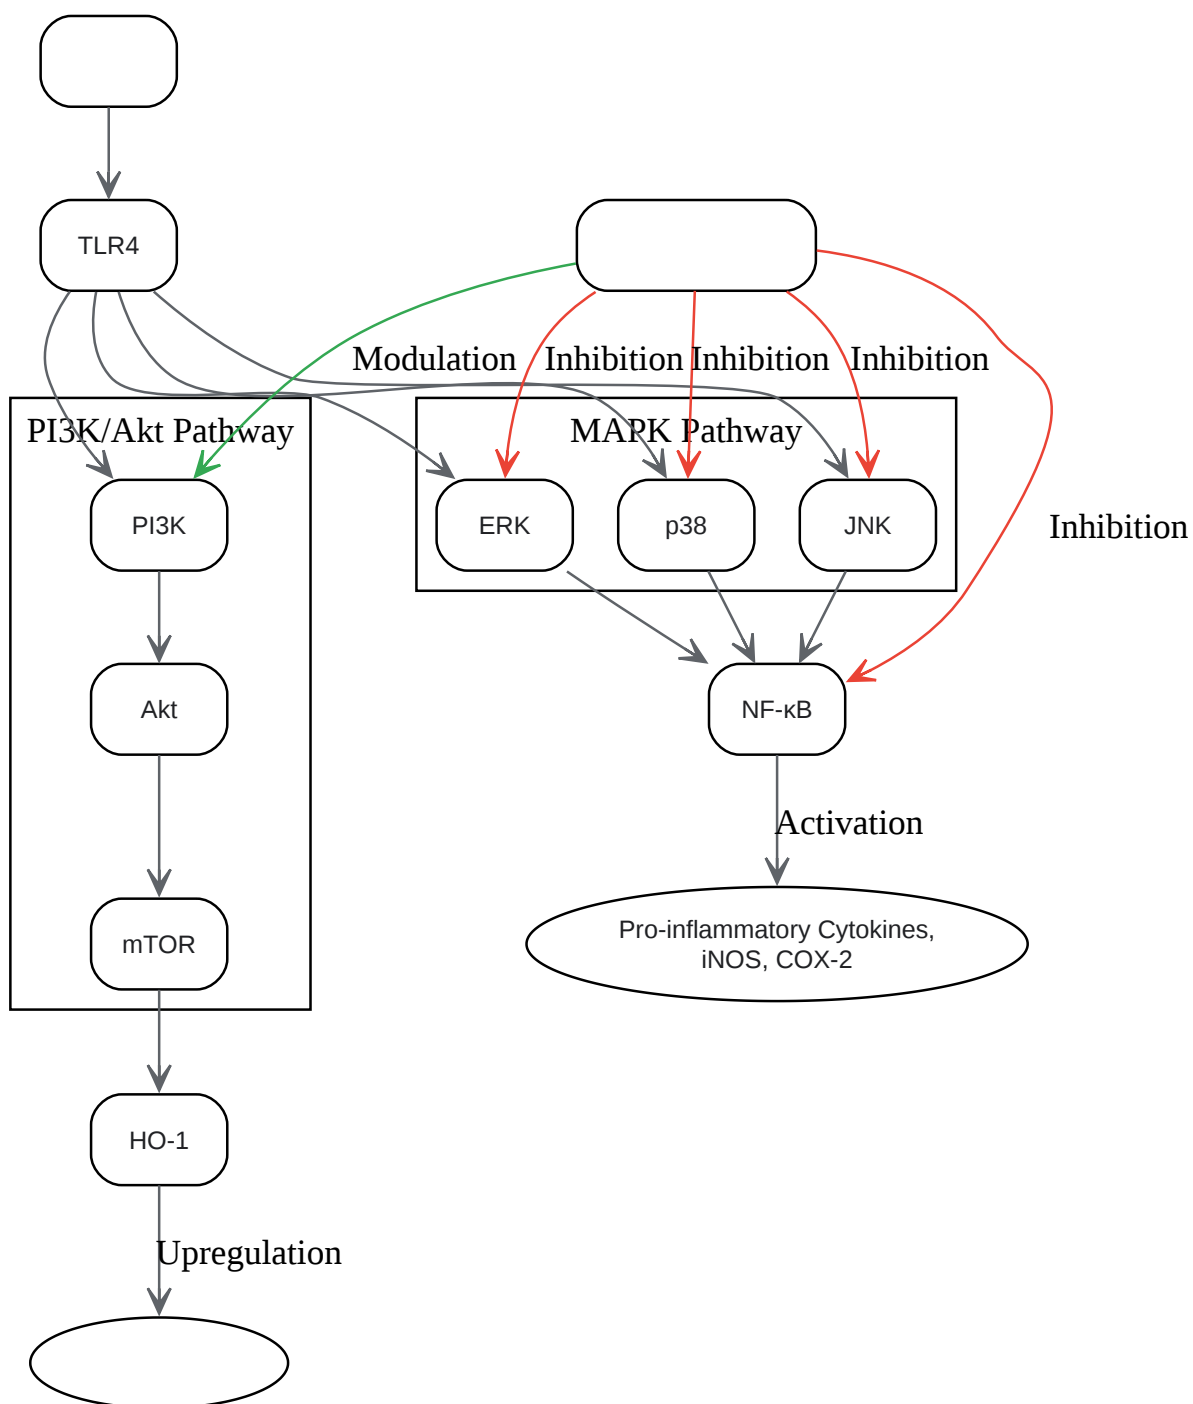 TLR4
Modulation
Inhibition
Inhibition
Inhibition
PI3K/Akt Pathway
MAPK Pathway
PI3K
ERK
p38
JNK
Inhibition
Akt
NF-κB
Activation
Pro-inflammatory Cytokines,
iNOS, COX-2
mTOR
HO-1
Upregulation